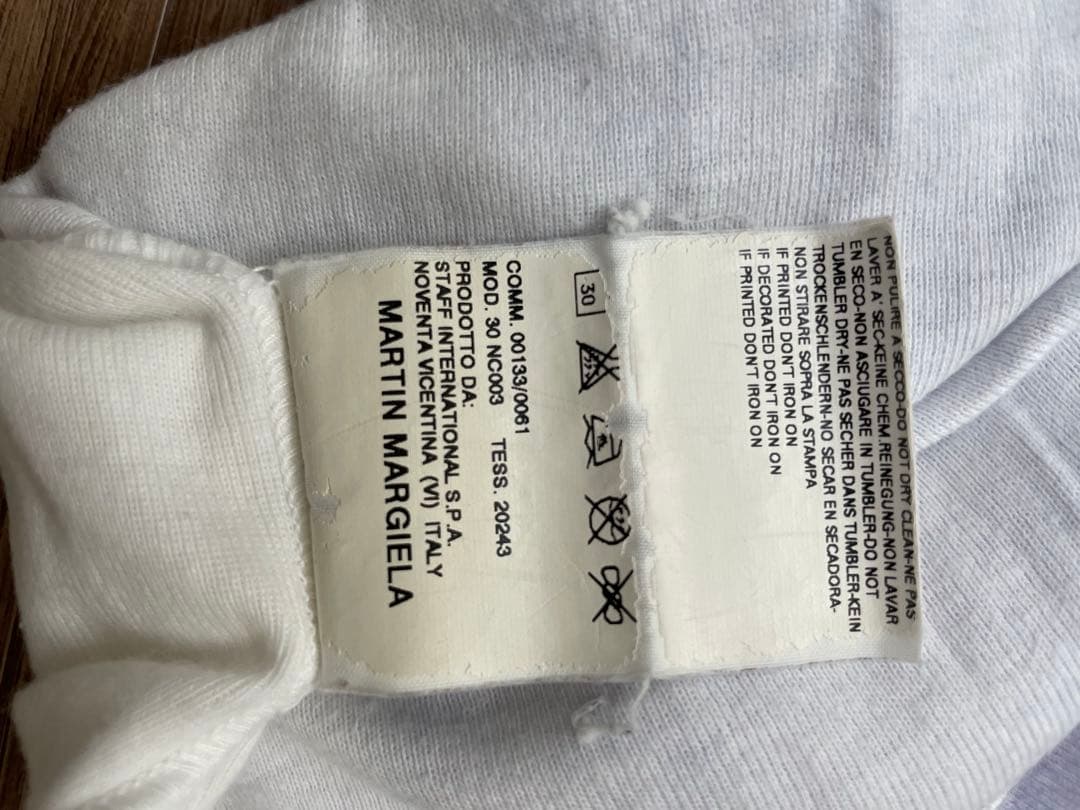 NON PULIRE A SECCO-DO NOT DRY CLEAN-NE PAS
LAVER A' SEC-KEINE CHEM.REINEGUNG-NON LAVAR
EN SECO-NON ASCIUGARE IN TUMBLER-DO NOT
TUMBLER DRY-NE PAS SECHER DANS TUMBLER-KEIN
TROCKENSCHLENDERN-NO SECAR EN SECADORA-
NON STIRARE SOPRA LA STAMPA
IF PRINTED DON'T IRON ON
IF DECORATED DON'T IRON ON
IF PRINTED DON'T IRON ON
30
COMM. 00133/0061
MOD. 30 NC003 TESS. 20243
PRODOTTO DA:
STAFF INTERNATIONAL S.P.A.
NOVENTA VICENTINA (VI) ITALY
MARTIN MARGIELA